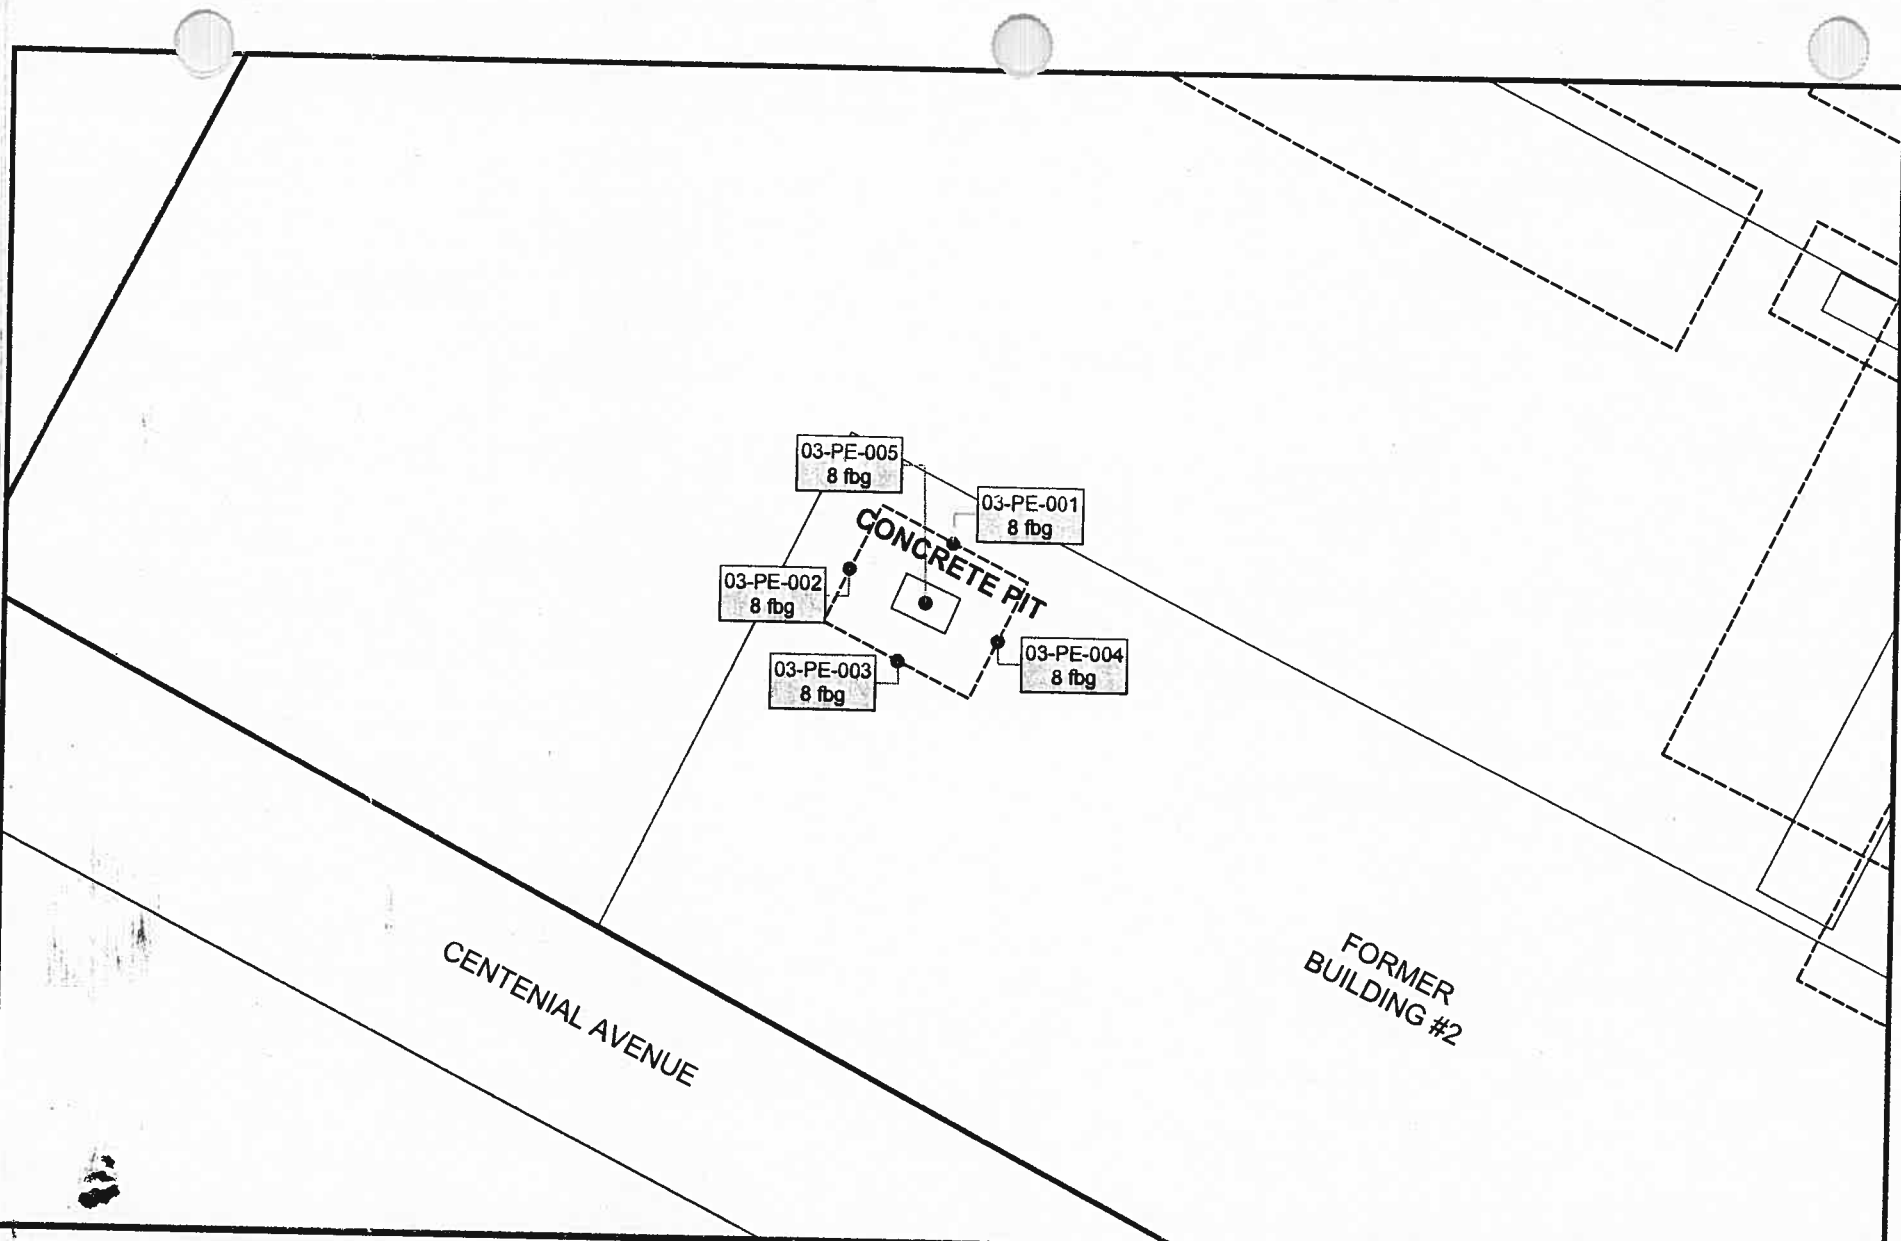 03-PE-005
8 fbg
03-PE-001
8 fbg
CONCRETE PIT
03-PE-002
8 fbg
03-PE-003
8 fbg
03-PE-004
8 fbg
CENTENIAL AVENUE
FORMER
BUILDING #2